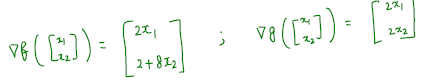 ∇f([x₁ x₂]) = [2x₁ 2+8x₂] ; ∇g([x₁ x₂]) = [2x₁ 2x₂]